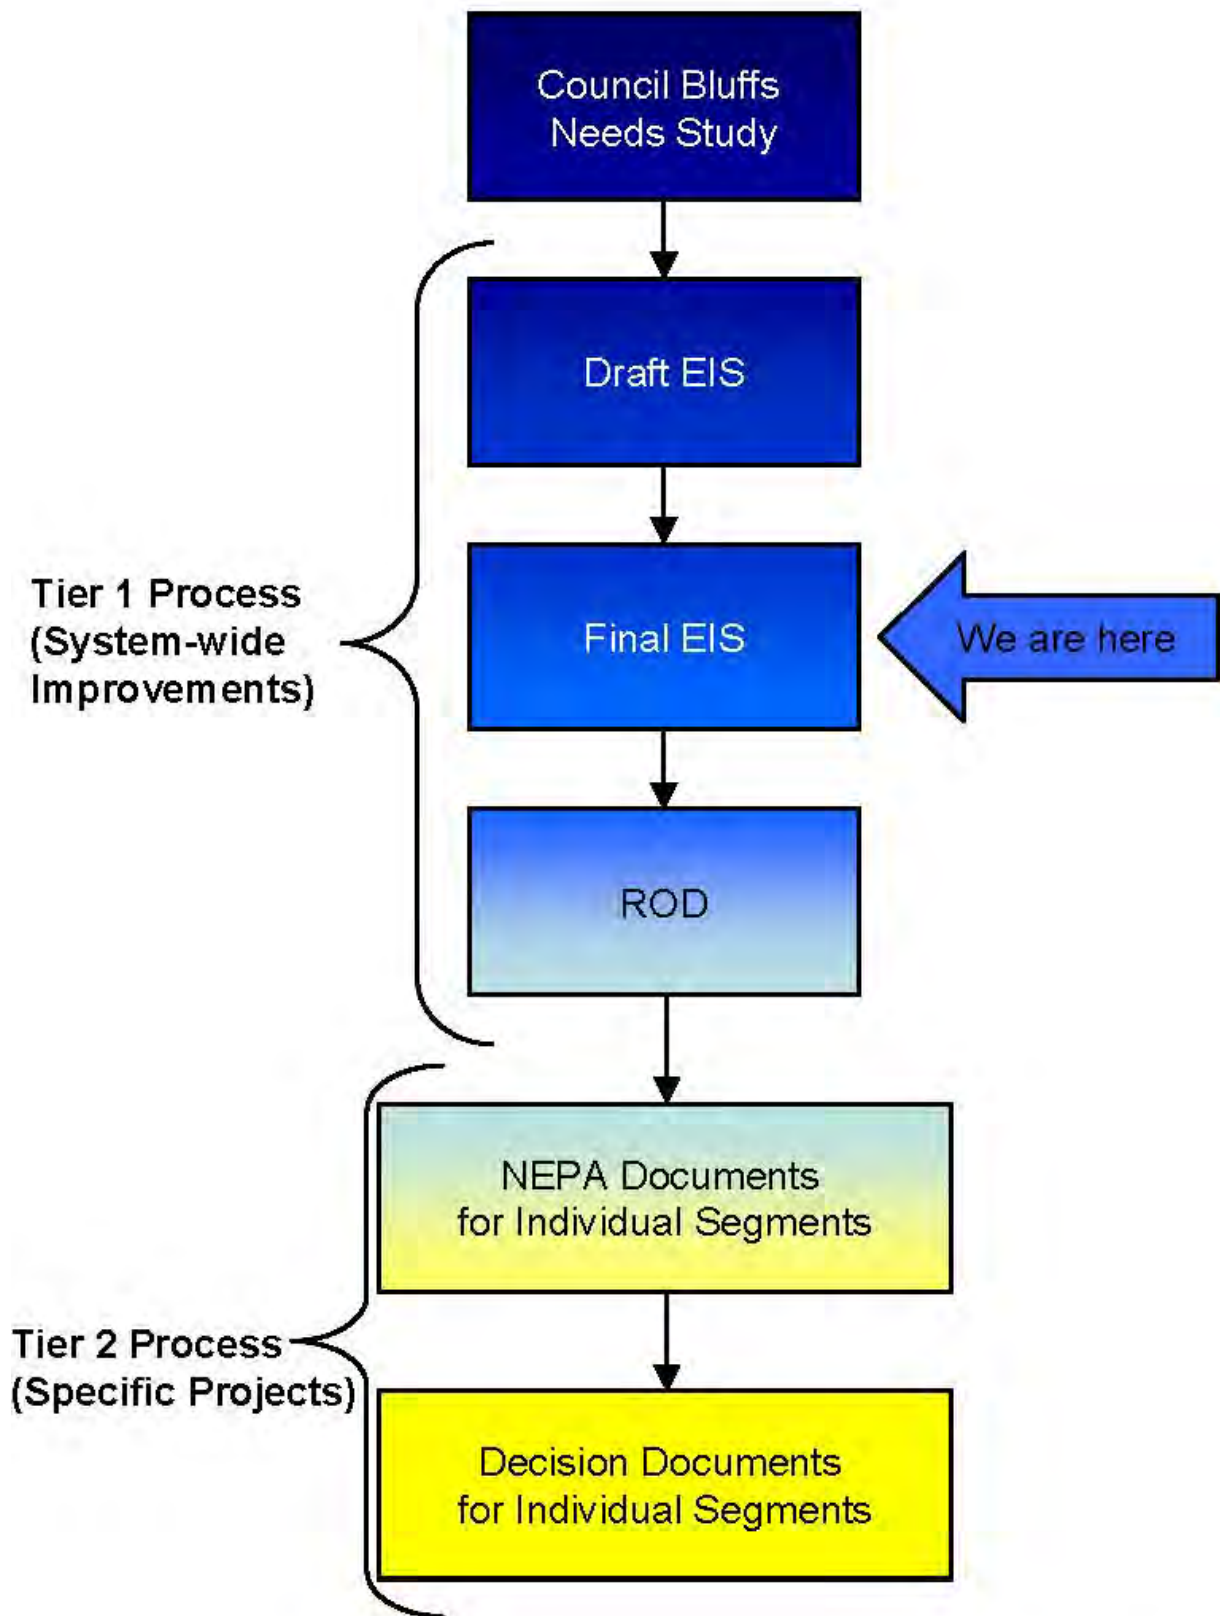 Council Bluffs
Needs Study
Draft EIS
Tier 1 Process
(System-wide
Improvements)
Final EIS
We are here
ROD
NEPA Documents
for Individual Segments
Tier 2 Process
(Specific Projects)
Decision Documents
for Individual Segments